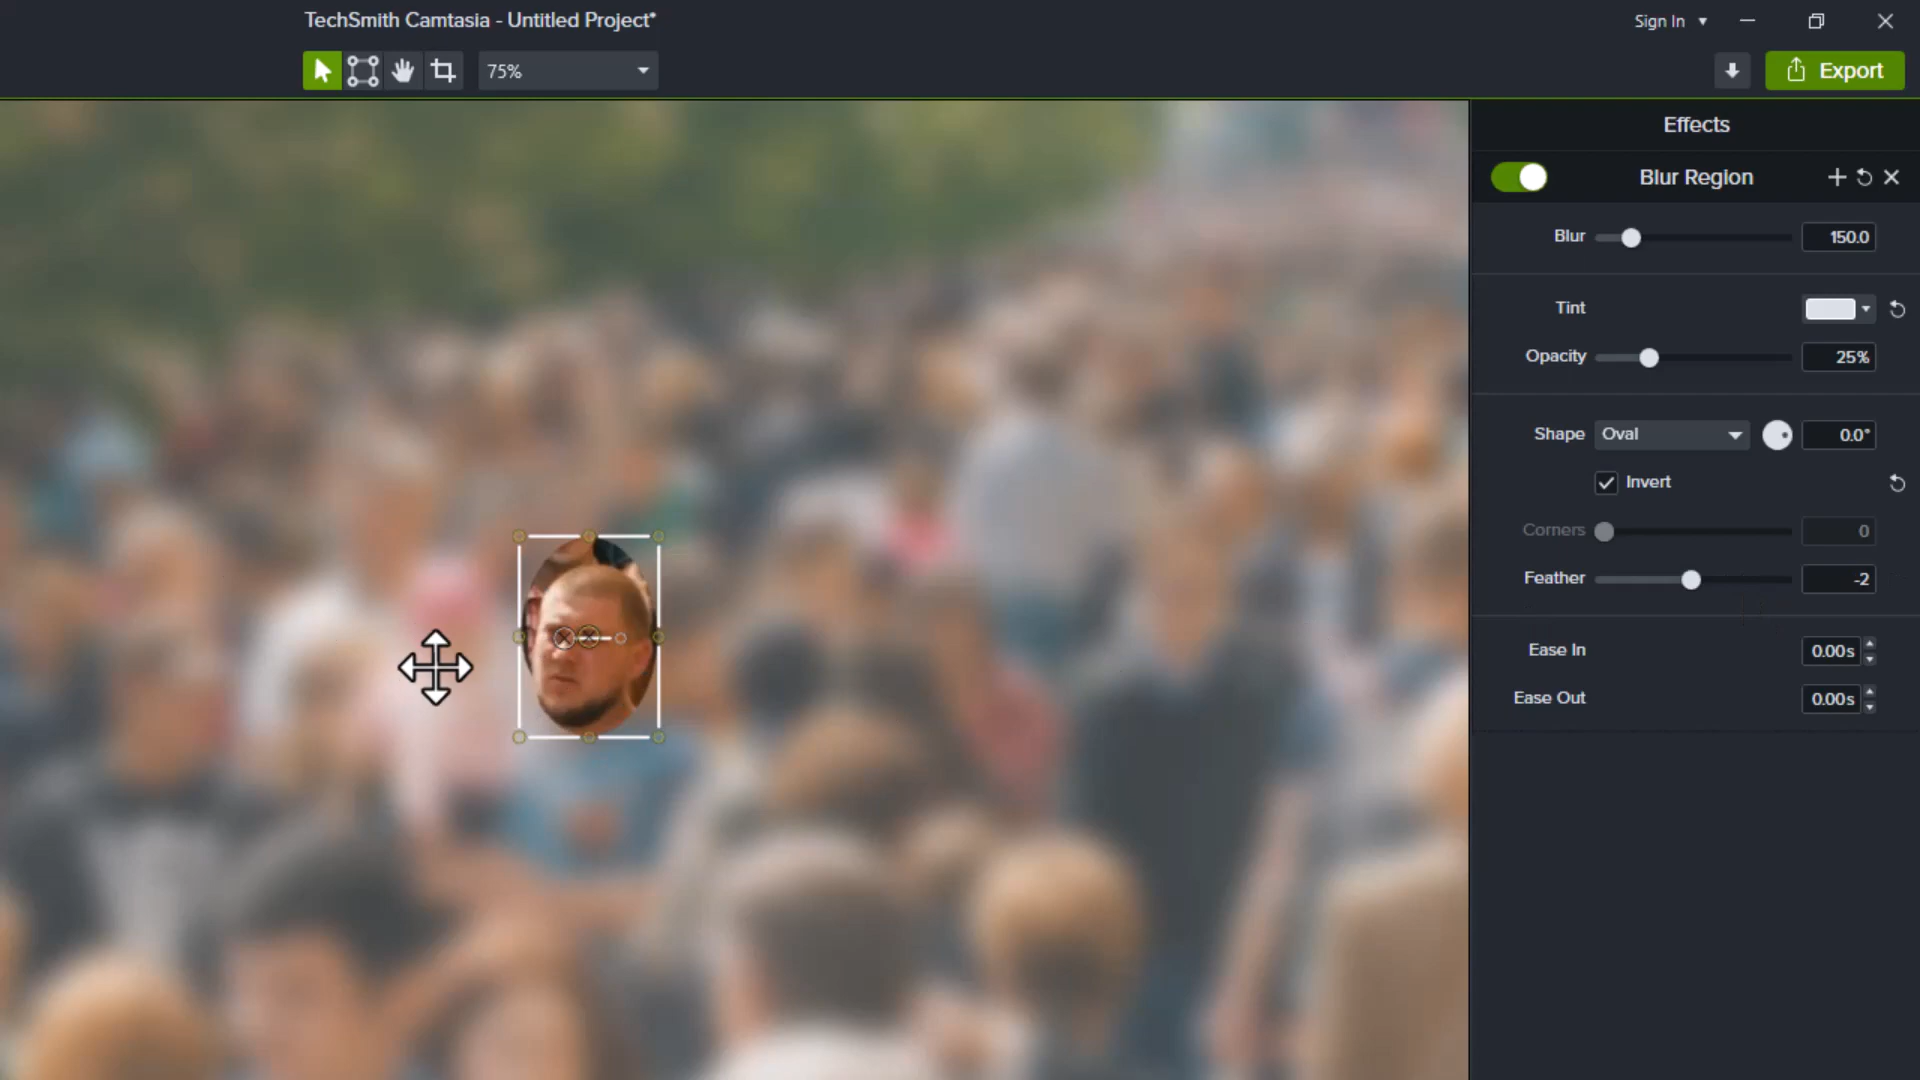 TechSmith Camtasia - Untitled Project*
Sign In
75%
Export
Effects
Blur Region
Blur 150.0
Tint
Opacity 25%
Shape Oval 0.0°
Invert
Corners 0
Feather -2
Ease In 0.00s
Ease Out 0.00s